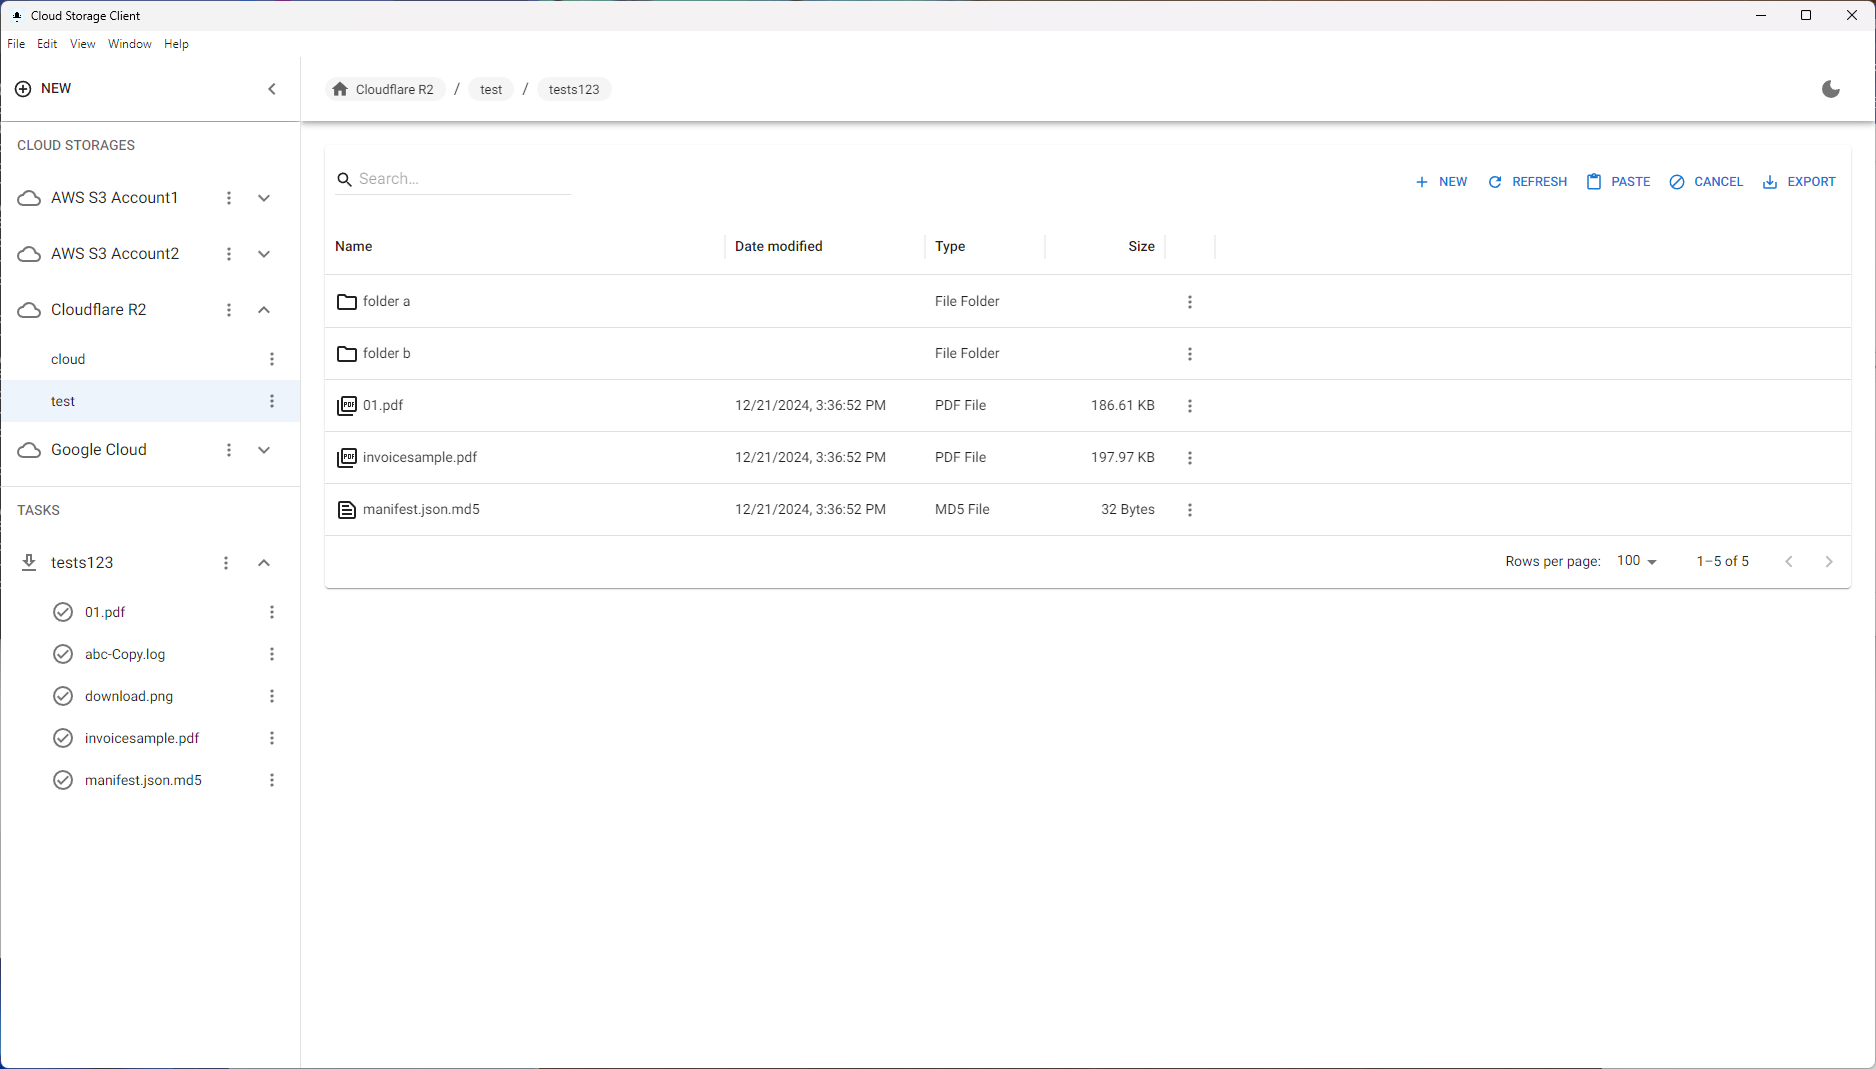 Cloud Storage Client
File Edit View Window Help
NEW
Cloudflare R2 / test / tests123
CLOUD STORAGES
AWS S3 Account1
AWS S3 Account2
Cloudflare R2
cloud
test
Google Cloud
TASKS
tests123
01.pdf
abc-Copy.log
download.png
invoicesample.pdf
manifest.json.md5
Search...
NEW REFRESH PASTE CANCEL EXPORT
Name Date modified Type Size
folder a File Folder
folder b File Folder
PDF 01.pdf 12/21/2024, 3:36:52 PM PDF File 186.61 KB
PDF invoicesample.pdf 12/21/2024, 3:36:52 PM PDF File 197.97 KB
manifest.json.md5 12/21/2024, 3:36:52 PM MD5 File 32 Bytes
Rows per page: 100 1–5 of 5